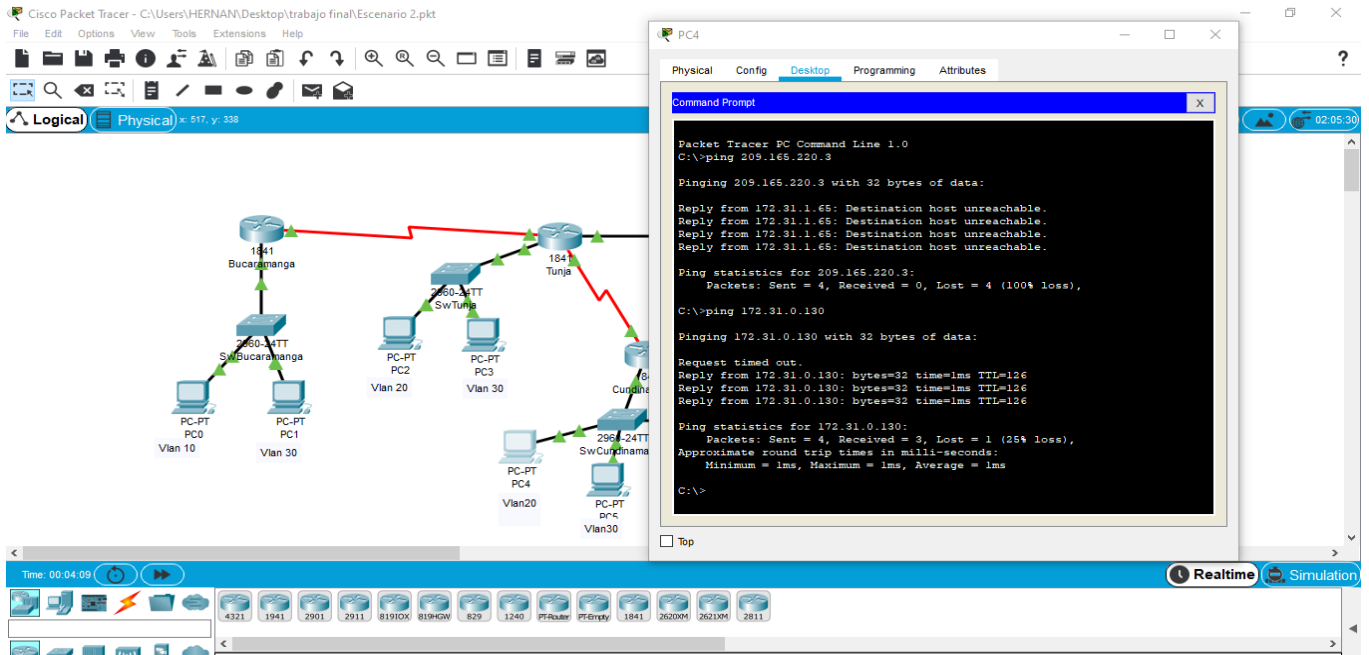 Cisco Packet Tracer - C:\Users\HERNAN\Desktop\trabajo final\Escenario 2.pkt
File Edit Options View Tools Extensions Help
Logical Physical x: 517, y: 338
02:05:30
?
PC4
Physical Config Desktop Programming Attributes
Command Prompt
X
Packet Tracer PC Command Line 1.0
C:\>ping 209.165.220.3
Pinging 209.165.220.3 with 32 bytes of data:
Reply from 172.31.1.65: Destination host unreachable.
Reply from 172.31.1.65: Destination host unreachable.
Reply from 172.31.1.65: Destination host unreachable.
Reply from 172.31.1.65: Destination host unreachable.
Ping statistics for 209.165.220.3:
Packets: Sent = 4, Received = 0, Lost = 4 (100% loss),
C:\>ping 172.31.0.130
Pinging 172.31.0.130 with 32 bytes of data:
Request timed out.
Reply from 172.31.0.130: bytes=32 time=1ms TTL=126
Reply from 172.31.0.130: bytes=32 time=1ms TTL=126
Reply from 172.31.0.130: bytes=32 time=1ms TTL=126
Ping statistics for 172.31.0.130:
Packets: Sent = 4, Received = 3, Lost = 1 (25% loss),
Approximate round trip times in milli-seconds:
Minimum = 1ms, Maximum = 1ms, Average = 1ms
C:\>
Top
1841
Bucaramanga
1841
Tunja
2960-24TT
SwTunja
2960-24TT
SwBucaramanga
PC-PT
PC2
Vlan 20
PC-PT
PC3
Vlan 30
PC-PT
PC0
Vlan 10
PC-PT
PC1
Vlan 30
Cundina
2960-24TT
SwCundinama
PC-PT
PC4
Vlan20
PC-PT
PC5
Vlan30
Time: 00:04:09
Realtime Simulation
4321 1941 2901 2911 819IOX 819HGW 829 1240 PT-Router PT-Empty 1841 2620XM 2621XM 2811